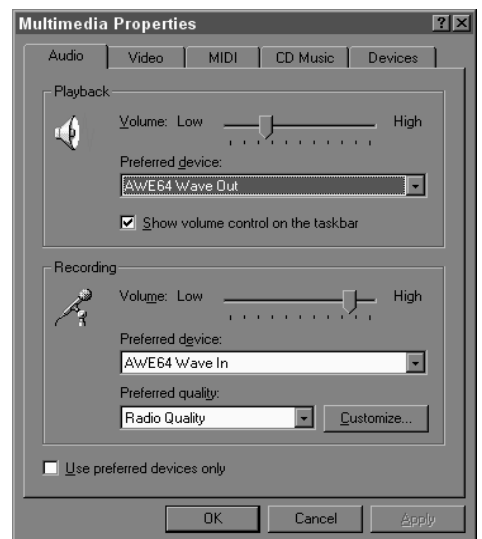 Multimedia Properties
Audio Video MIDI CD Music Devices
Playback
Volume: Low High
Preferred device:
AWE64 Wave Out
Show volume control on the taskbar
Recording
Volume: Low High
Preferred device:
AWE64 Wave In
Preferred quality:
Radio Quality Customize...
Use preferred devices only
OK Cancel Apply